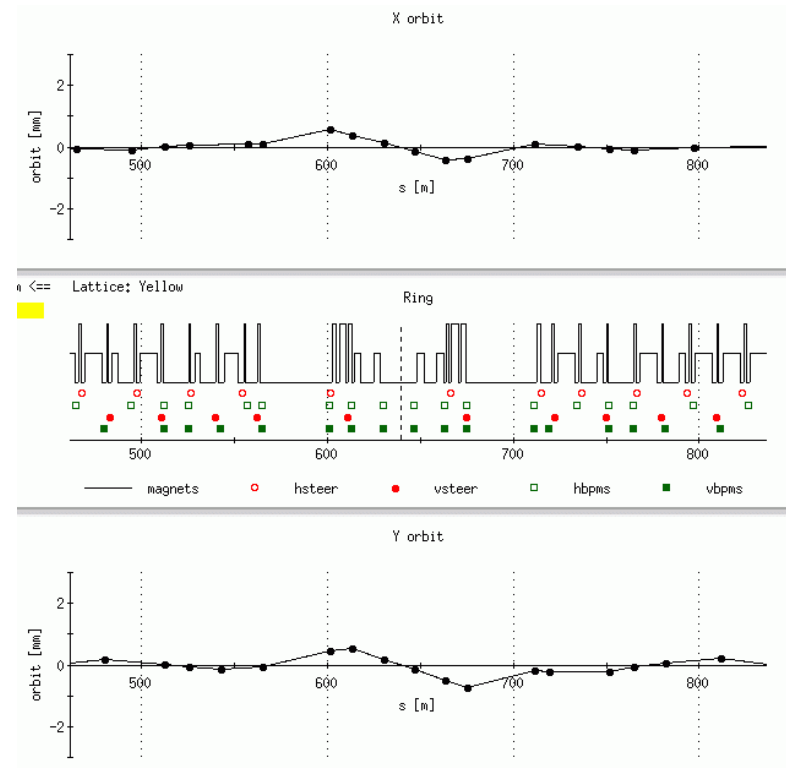 X orbit
2
0
-2
orbit [mm]
500
600
700
800
s [m]
<== Lattice: Yellow
Ring
500
600
700
800
magnets hsteer vsteer hbpms vbpms
Y orbit
2
0
-2
orbit [mm]
500
600
700
800
s [m]